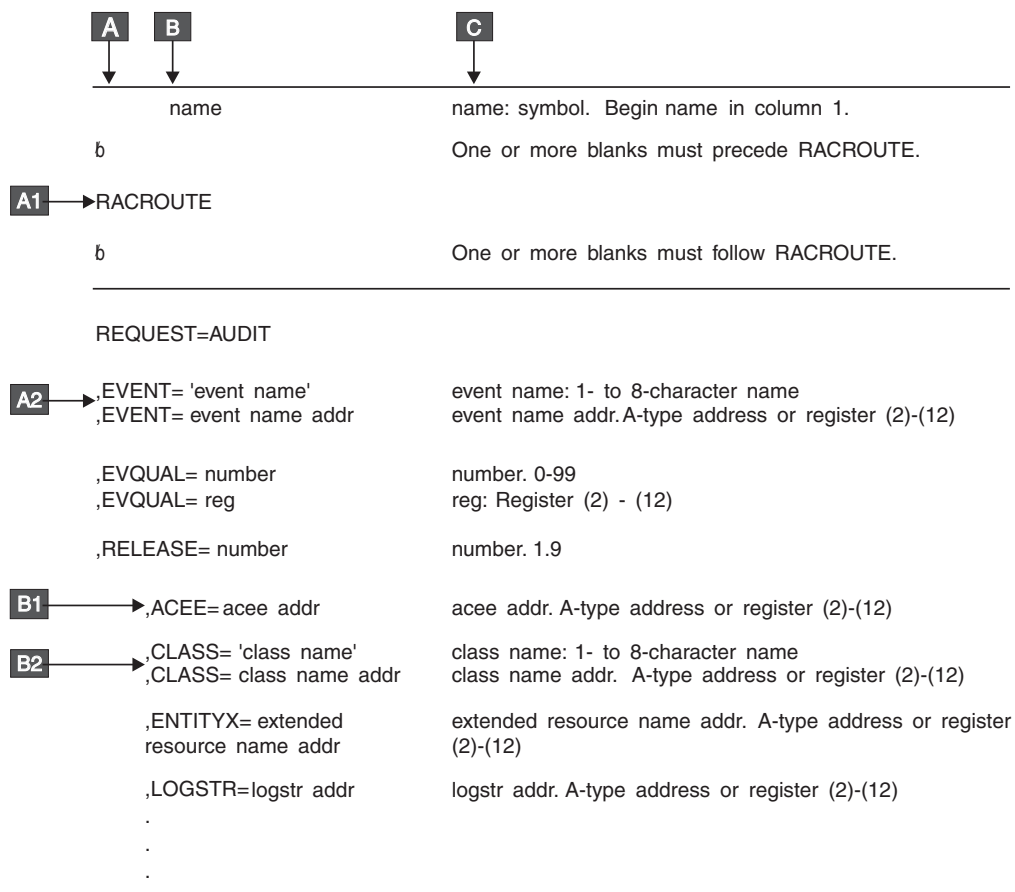 A B C
name name: symbol. Begin name in column 1.
ƀ One or more blanks must precede RACROUTE.
A1 RACROUTE
ƀ One or more blanks must follow RACROUTE.
REQUEST=AUDIT
A2 ,EVENT= 'event name' event name: 1- to 8-character name
,EVENT= event name addr event name addr. A-type address or register (2)-(12)
,EVQUAL= number number. 0-99
,EVQUAL= reg reg: Register (2) - (12)
,RELEASE= number number. 1.9
B1 ,ACEE= acee addr acee addr. A-type address or register (2)-(12)
B2 ,CLASS= 'class name' class name: 1- to 8-character name
,CLASS= class name addr class name addr. A-type address or register (2)-(12)
,ENTITYX= extended extended resource name addr. A-type address or register
resource name addr (2)-(12)
,LOGSTR=logstr addr logstr addr. A-type address or register (2)-(12)
.
.
.